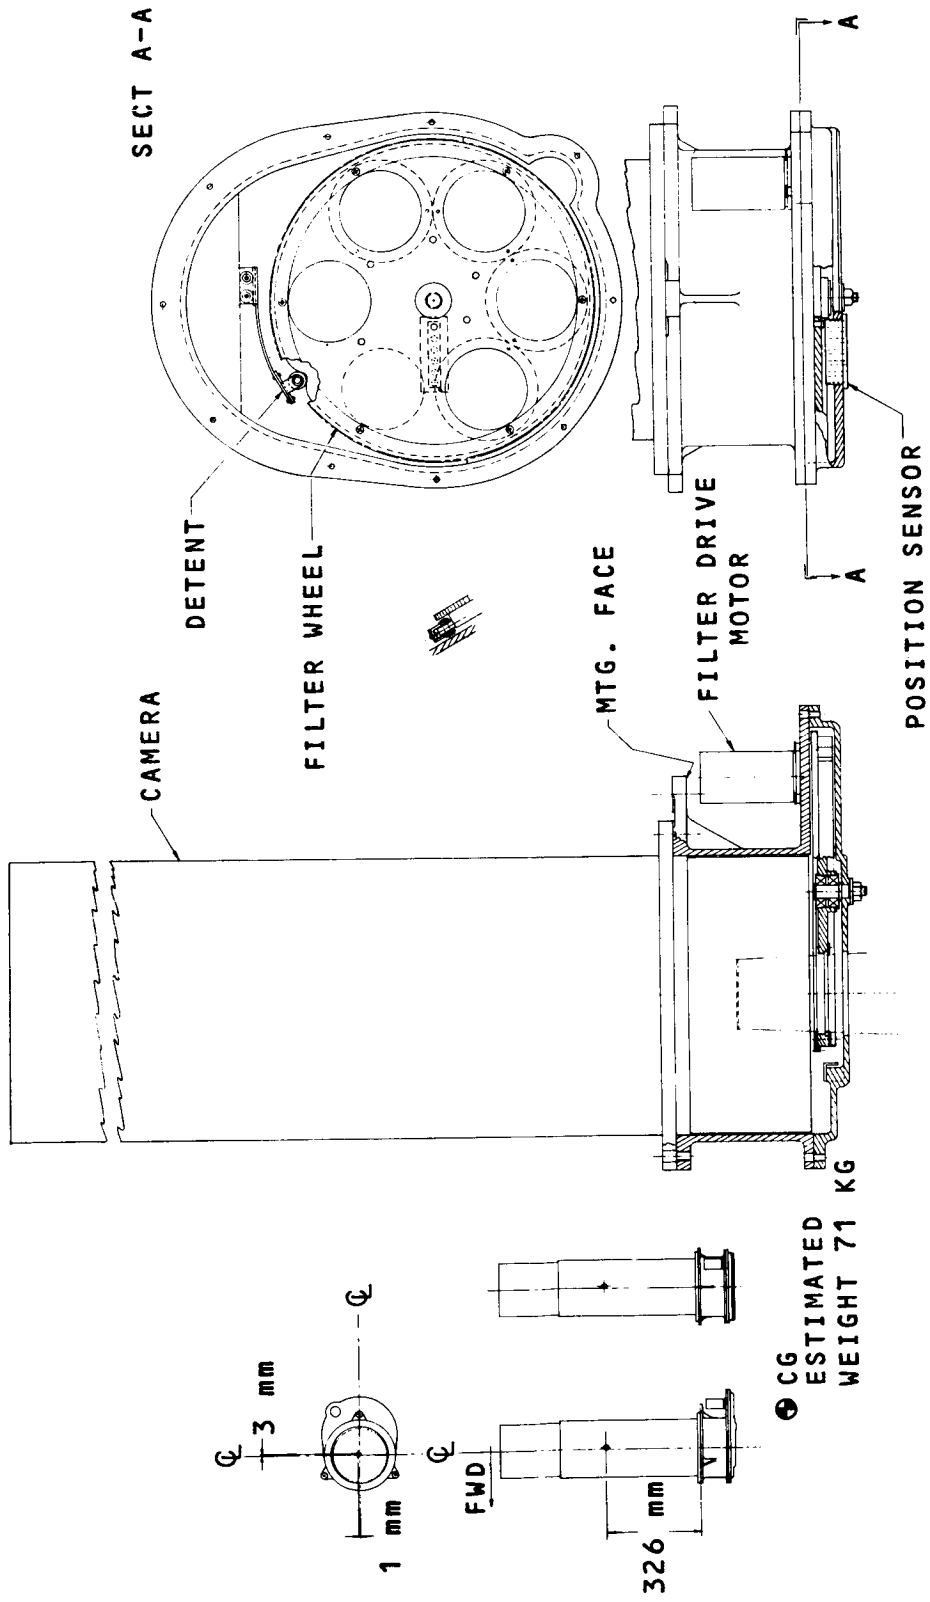 SECT A-A
DETENT
FILTER WHEEL
CAMERA
MTG. FACE
FILTER DRIVE
MOTOR
POSITION SENSOR
A
A
℄
3 mm
℄
1 mm
℄
FWD
326 mm
CG
ESTIMATED
WEIGHT 71 KG